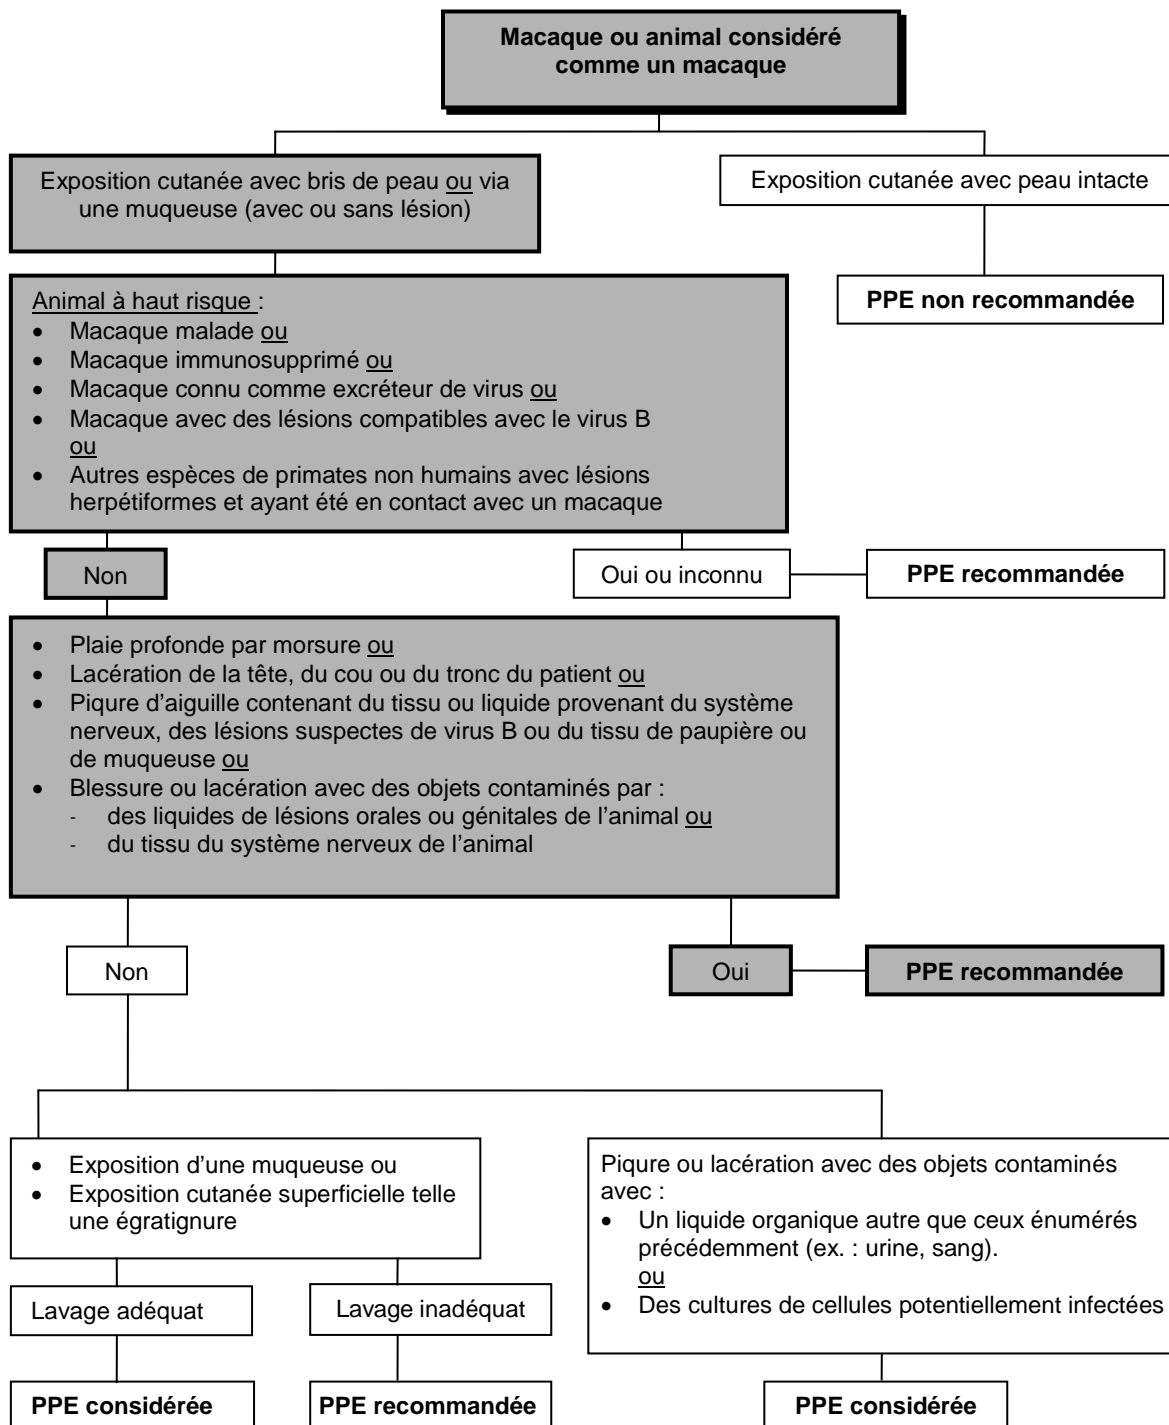 Macaque ou animal considéré
comme un macaque
Exposition cutanée avec bris de peau ou via
une muqueuse (avec ou sans lésion)
Exposition cutanée avec peau intacte
PPE non recommandée
Animal à haut risque :
• Macaque malade ou
• Macaque immunosupprimé ou
• Macaque connu comme excréteur de virus ou
• Macaque avec des lésions compatibles avec le virus B
ou
• Autres espèces de primates non humains avec lésions
herpétiformes et ayant été en contact avec un macaque
Non
Oui ou inconnu
PPE recommandée
• Plaie profonde par morsure ou
• Lacération de la tête, du cou ou du tronc du patient ou
• Piqure d’aiguille contenant du tissu ou liquide provenant du système
nerveux, des lésions suspectes de virus B ou du tissu de paupière ou
de muqueuse ou
• Blessure ou lacération avec des objets contaminés par :
- des liquides de lésions orales ou génitales de l’animal ou
- du tissu du système nerveux de l’animal
Non
Oui
PPE recommandée
• Exposition d’une muqueuse ou
• Exposition cutanée superficielle telle
une égratignure
Piqure ou lacération avec des objets contaminés
avec :
• Un liquide organique autre que ceux énumérés
précédemment (ex. : urine, sang).
ou
• Des cultures de cellules potentiellement infectées
Lavage adéquat
Lavage inadéquat
PPE considérée
PPE recommandée
PPE considérée